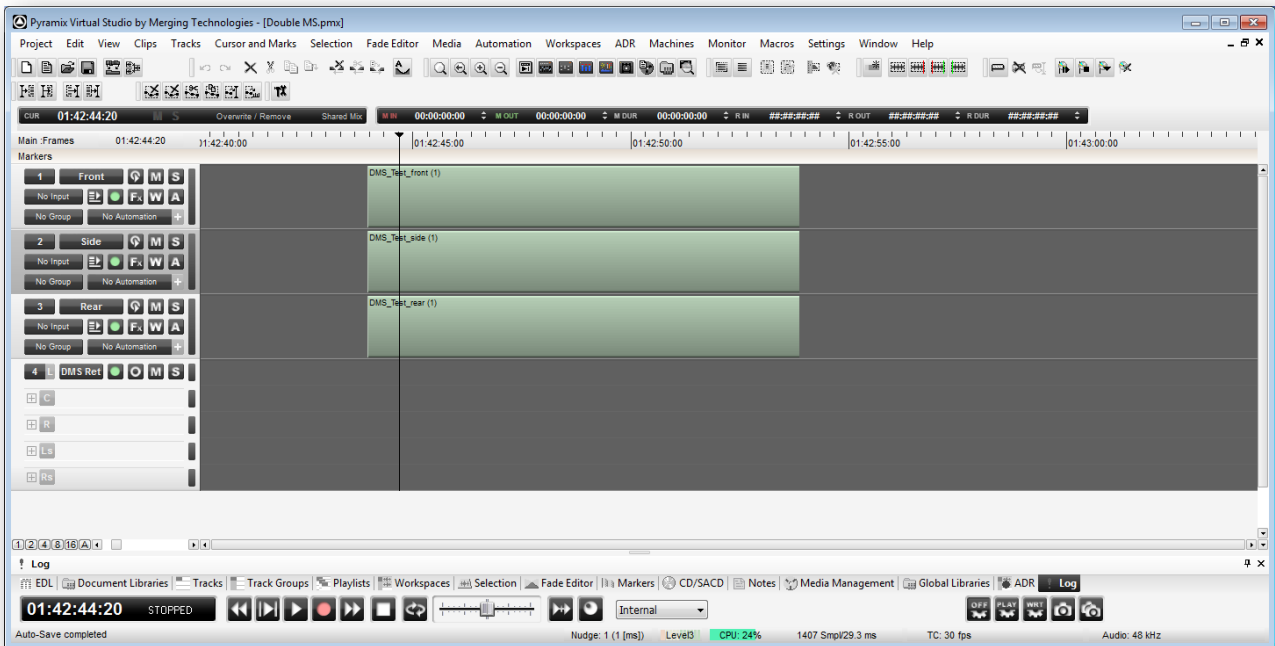 Pyramix Virtual Studio by Merging Technologies - [Double MS.pmx]
Project Edit View Clips Tracks Cursor and Marks Selection Fade Editor Media Automation Workspaces ADR Machines Monitor Macros Settings Window Help
CUR 01:42:44:20 M S Overwrite / Remove Shared Mix M IN 00:00:00:00 M OUT 00:00:00:00 M DUR 00:00:00:00 R IN ##:##:##:## R OUT ##:##:##:## R DUR ##:##:##:##
Main :Frames 01:42:44:20 01:42:40:00 01:42:45:00 01:42:50:00 01:42:55:00 01:43:00:00
Markers
1 Front M S DMS_Test_front (1)
No Input Fx W A
No Group No Automation +
2 Side M S DMS_Test_side (1)
No Input Fx W A
No Group No Automation +
3 Rear M S DMS_Test_rear (1)
No Input Fx W A
No Group No Automation +
4 L DMS Ret O M S
C
R
Ls
Rs
1 2 4 8 16 A
! Log
EDL Document Libraries Tracks Track Groups Playlists Workspaces Selection Fade Editor Markers CD/SACD Notes Media Management Global Libraries ADR ! Log
01:42:44:20 STOPPED Internal OFF PLAY WRT
Auto-Save completed Nudge: 1 (1 [ms]) Level3 CPU: 24% 1407 Smpl/29.3 ms TC: 30 fps Audio: 48 kHz